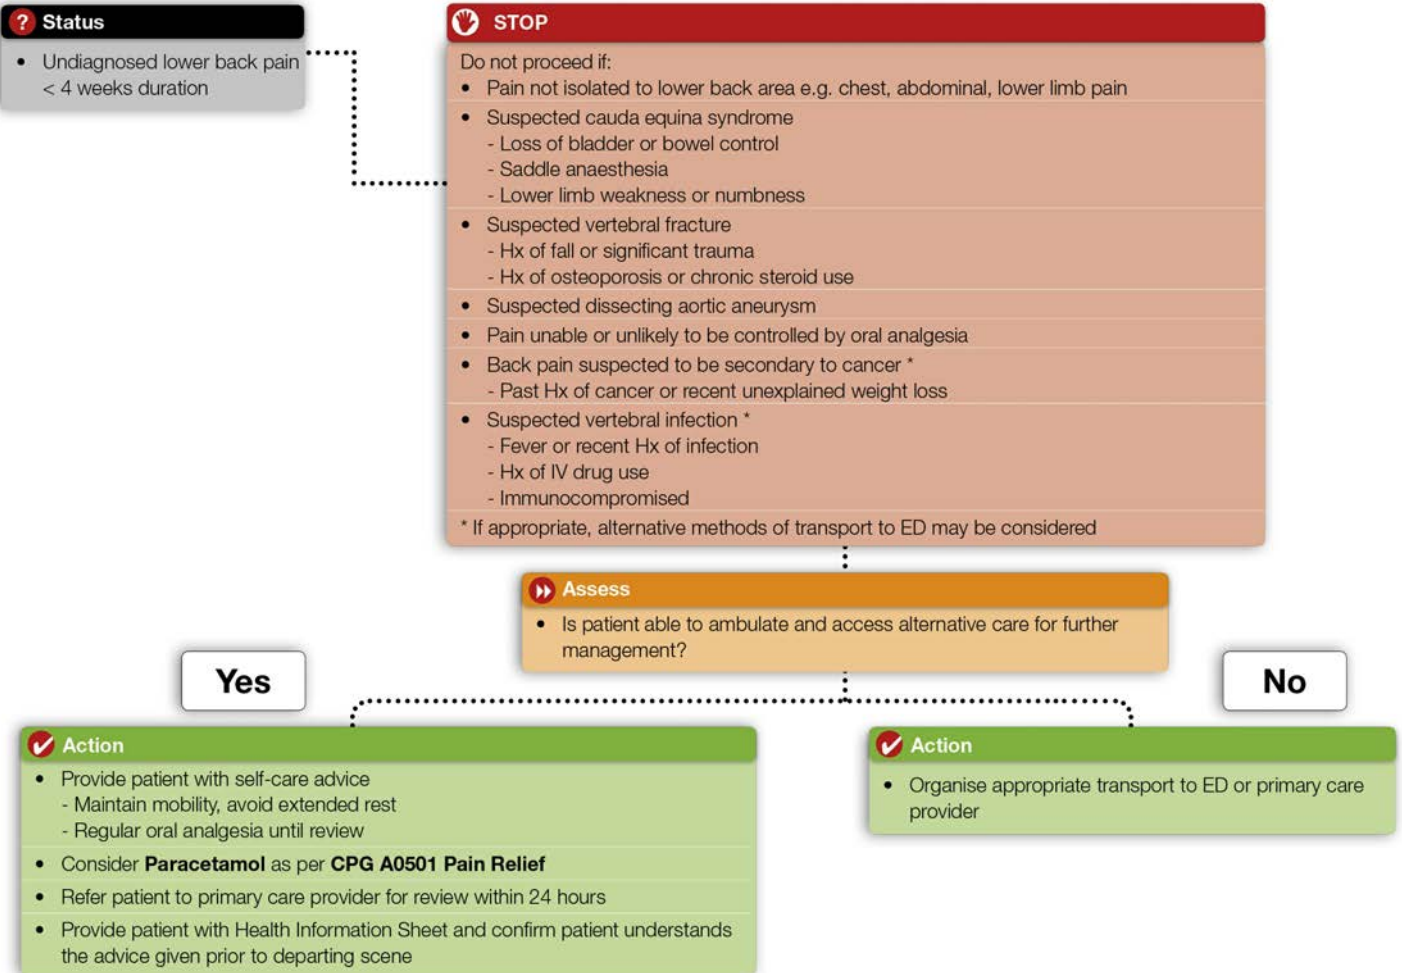 ? Status
• Undiagnosed lower back pain
< 4 weeks duration
STOP
Do not proceed if:
• Pain not isolated to lower back area e.g. chest, abdominal, lower limb pain
• Suspected cauda equina syndrome
- Loss of bladder or bowel control
- Saddle anaesthesia
- Lower limb weakness or numbness
• Suspected vertebral fracture
- Hx of fall or significant trauma
- Hx of osteoporosis or chronic steroid use
• Suspected dissecting aortic aneurysm
• Pain unable or unlikely to be controlled by oral analgesia
• Back pain suspected to be secondary to cancer *
- Past Hx of cancer or recent unexplained weight loss
• Suspected vertebral infection *
- Fever or recent Hx of infection
- Hx of IV drug use
- Immunocompromised
* If appropriate, alternative methods of transport to ED may be considered
Assess
• Is patient able to ambulate and access alternative care for further
management?
Yes
Action
• Provide patient with self-care advice
- Maintain mobility, avoid extended rest
- Regular oral analgesia until review
• Consider Paracetamol as per CPG A0501 Pain Relief
• Refer patient to primary care provider for review within 24 hours
• Provide patient with Health Information Sheet and confirm patient understands
the advice given prior to departing scene
No
Action
• Organise appropriate transport to ED or primary care
provider